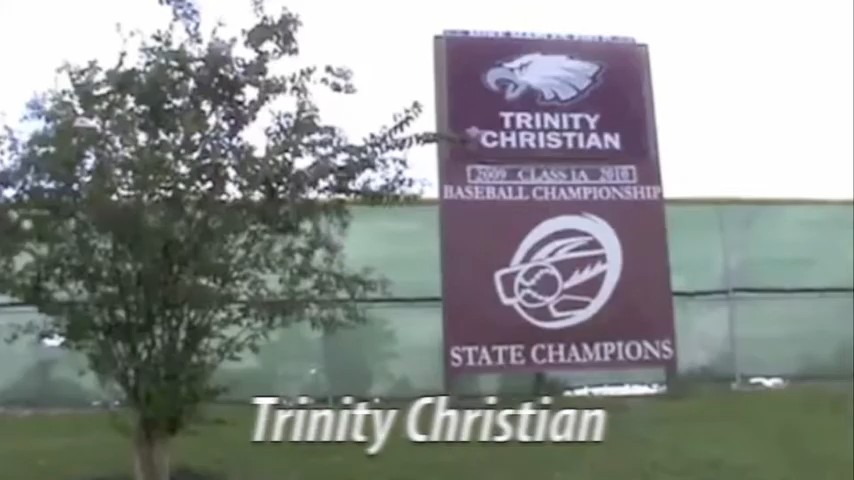 TRINITY
CHRISTIAN
2009 CLASS 1A 2010
BASEBALL CHAMPIONSHIP
STATE CHAMPIONS
Trinity Christian